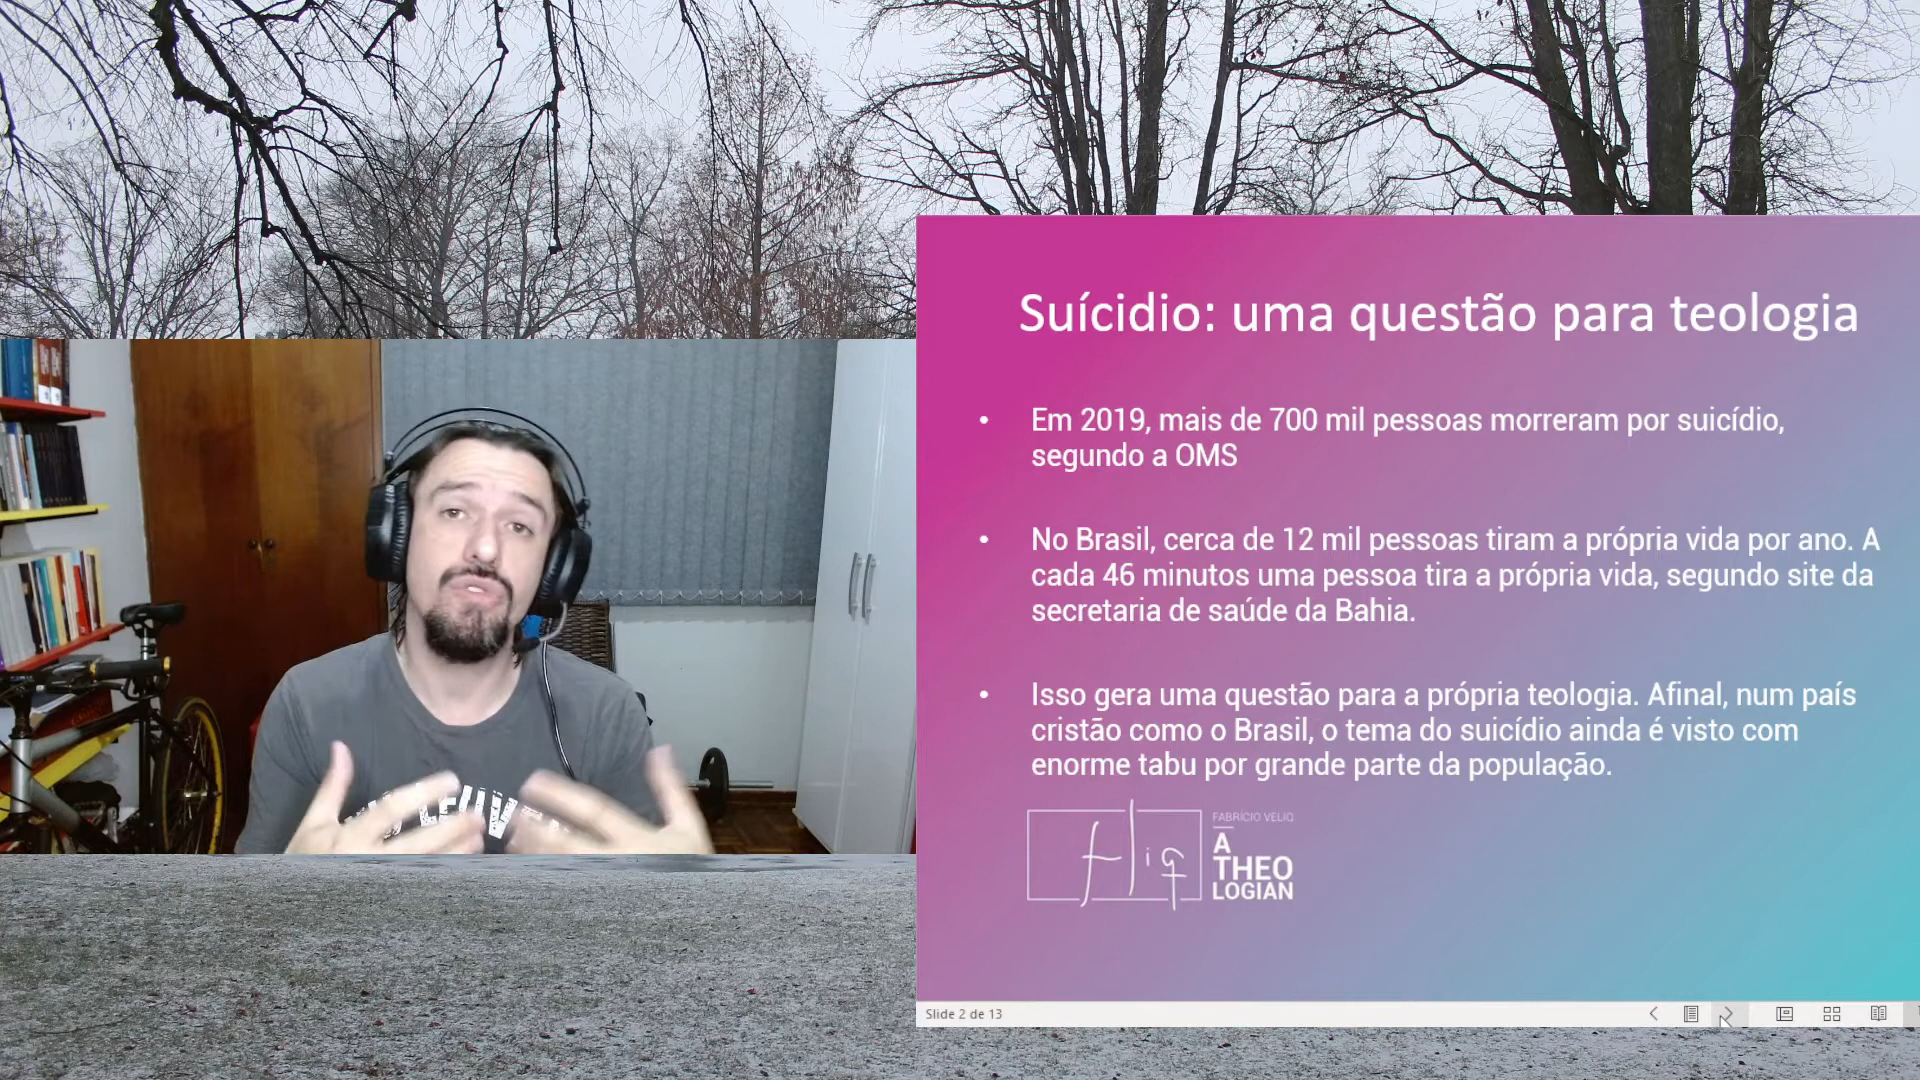 Suícidio: uma questão para teologia
• Em 2019, mais de 700 mil pessoas morreram por suicídio,
segundo a OMS
• No Brasil, cerca de 12 mil pessoas tiram a própria vida por ano. A
cada 46 minutos uma pessoa tira a própria vida, segundo site da
secretaria de saúde da Bahia.
• Isso gera uma questão para a própria teologia. Afinal, num país
cristão como o Brasil, o tema do suicídio ainda é visto com
enorme tabu por grande parte da população.
FABRÍCIO VELIQ
A
THEO
LOGIAN
Slide 2 de 13